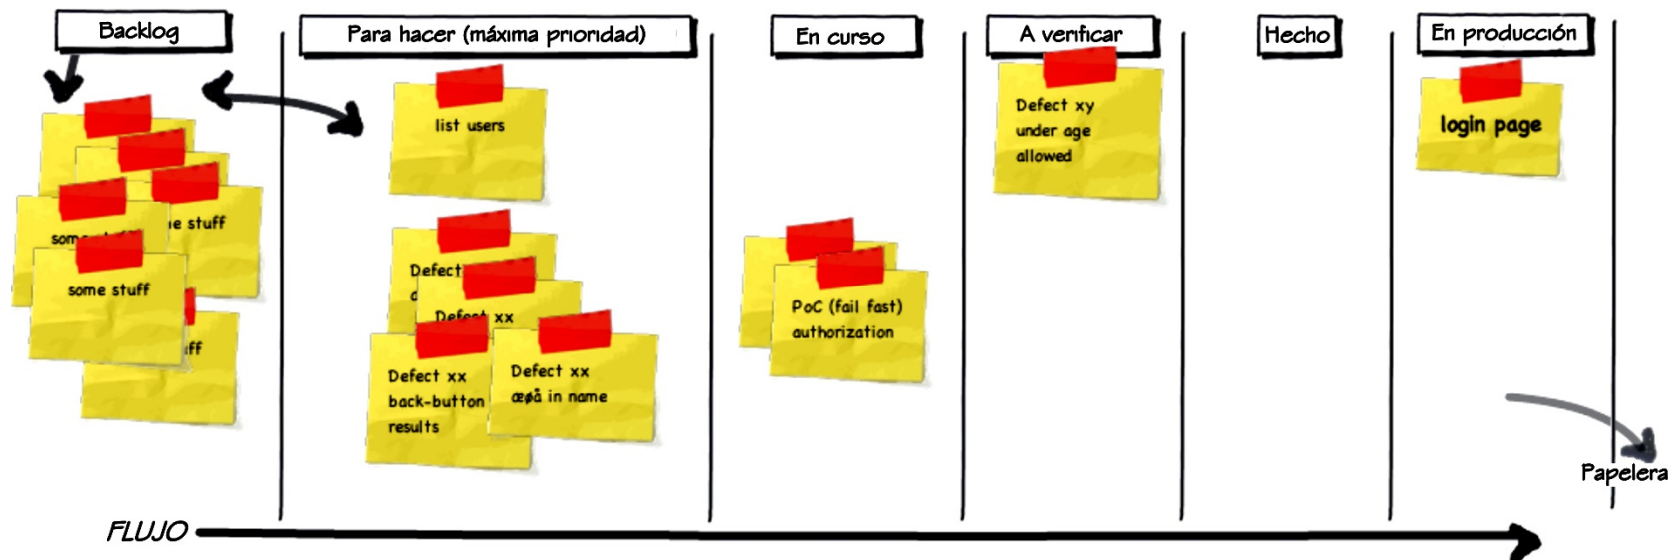 Backlog
Para hacer (máxima prioridad)
En curso
A verificar
Hecho
En producción
some
e stuff
some stuff
list users
Defect
Defect xx
Defect xx
back-button
results
Defect xx
æøå in name
PoC (fail fast)
authorization
Defect xy
under age
allowed
login page
Papelera
FLUJO